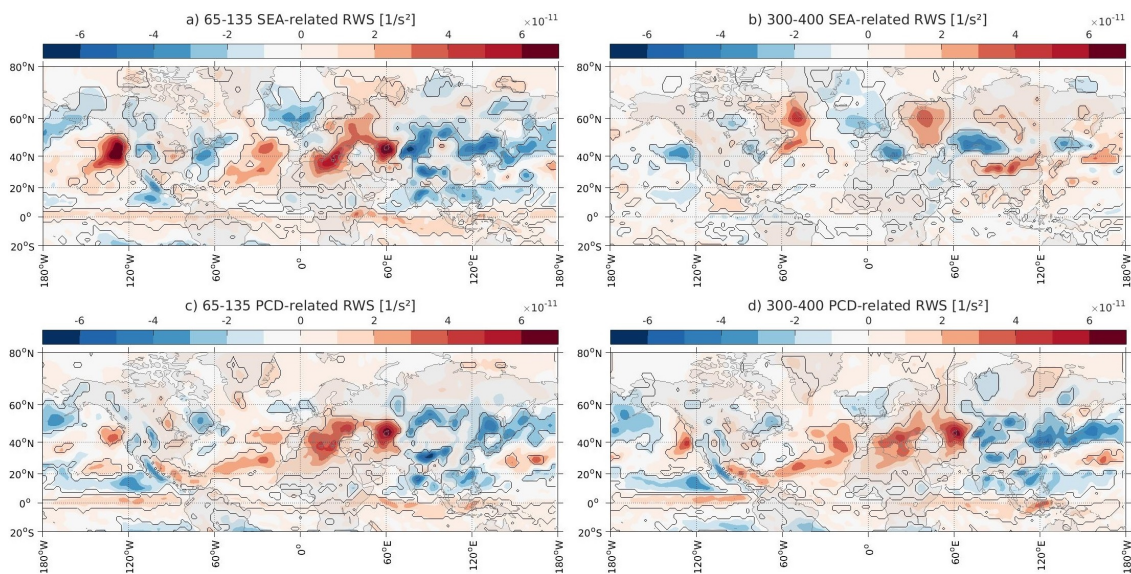 a) 65-135 SEA-related RWS [1/s²]
×10⁻¹¹
-6 -4 -2 0 2 4 6
80°N
60°N
40°N
20°N
0°
20°S
180°W 120°W 60°W 0° 60°E 120°E 180°W
b) 300-400 SEA-related RWS [1/s²]
×10⁻¹¹
-6 -4 -2 0 2 4 6
80°N
60°N
40°N
20°N
0°
20°S
180°W 120°W 60°W 0° 60°E 120°E 180°W
c) 65-135 PCD-related RWS [1/s²]
×10⁻¹¹
-6 -4 -2 0 2 4 6
80°N
60°N
40°N
20°N
0°
20°S
180°W 120°W 60°W 0° 60°E 120°E 180°W
d) 300-400 PCD-related RWS [1/s²]
×10⁻¹¹
-6 -4 -2 0 2 4 6
80°N
60°N
40°N
20°N
0°
20°S
180°W 120°W 60°W 0° 60°E 120°E 180°W